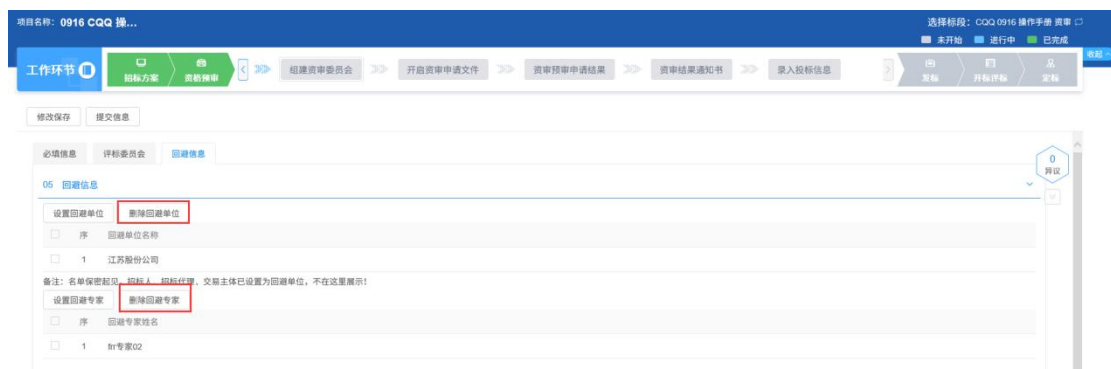 项目名称: 0916 CQQ 操... 选择标段: CQQ 0916 操作手册 资审
未开始 进行中 已完成
收起
工作环节 招标方案 资格预审 组建资审委员会 开启资审申请文件 资审预审申请结果 资审结果通知书 录入投标信息 发标 开标评标 定标
修改保存 提交信息
必填信息 评标委员会 回避信息
0
异议
05 回避信息
设置回避单位 删除回避单位
序 回避单位名称
1 江苏股份公司
备注: 名单保密起见, 招标人、招标代理、交易主体已设置为回避单位, 不在这里展示!
设置回避专家 删除回避专家
序 回避专家姓名
1 frr专家02